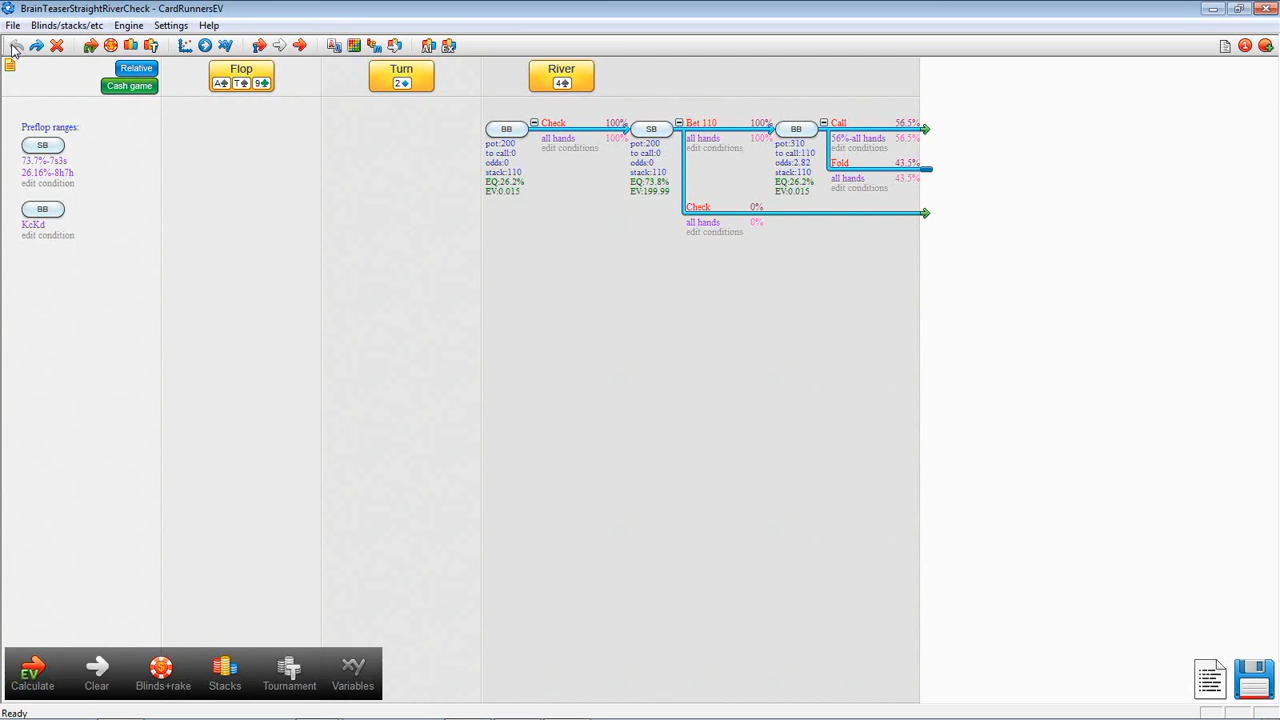 BrainTeaserStraightRiverCheck - CardRunnersEV
File Blinds/stacks/etc Engine Settings Help
Relative
Cash game
Flop
A♠ T♠ 9♣
Turn
2♦
River
4♠
Preflop ranges:
SB
73.7%-7s3s
26.16%-8h7h
edit conditions
BB
KcKd
edit conditions
BB
pot:200
to call:0
odds:0
stack:110
EQ:26.2%
EV:0.015
Check 100%
all hands 100%
edit conditions
SB
pot:200
to call:0
odds:0
stack:110
EQ:73.8%
EV:199.99
Bet 110 100%
all hands 100%
edit conditions
Check 0%
all hands 0%
edit conditions
BB
pot:310
to call:110
odds:2.82
stack:110
EQ:26.2%
EV:0.015
Call 56.5%
56%-all hands 56.5%
edit conditions
Fold 43.5%
all hands 43.5%
edit conditions
EV
Calculate Clear Blinds+rake Stacks Tournament Variables
Ready